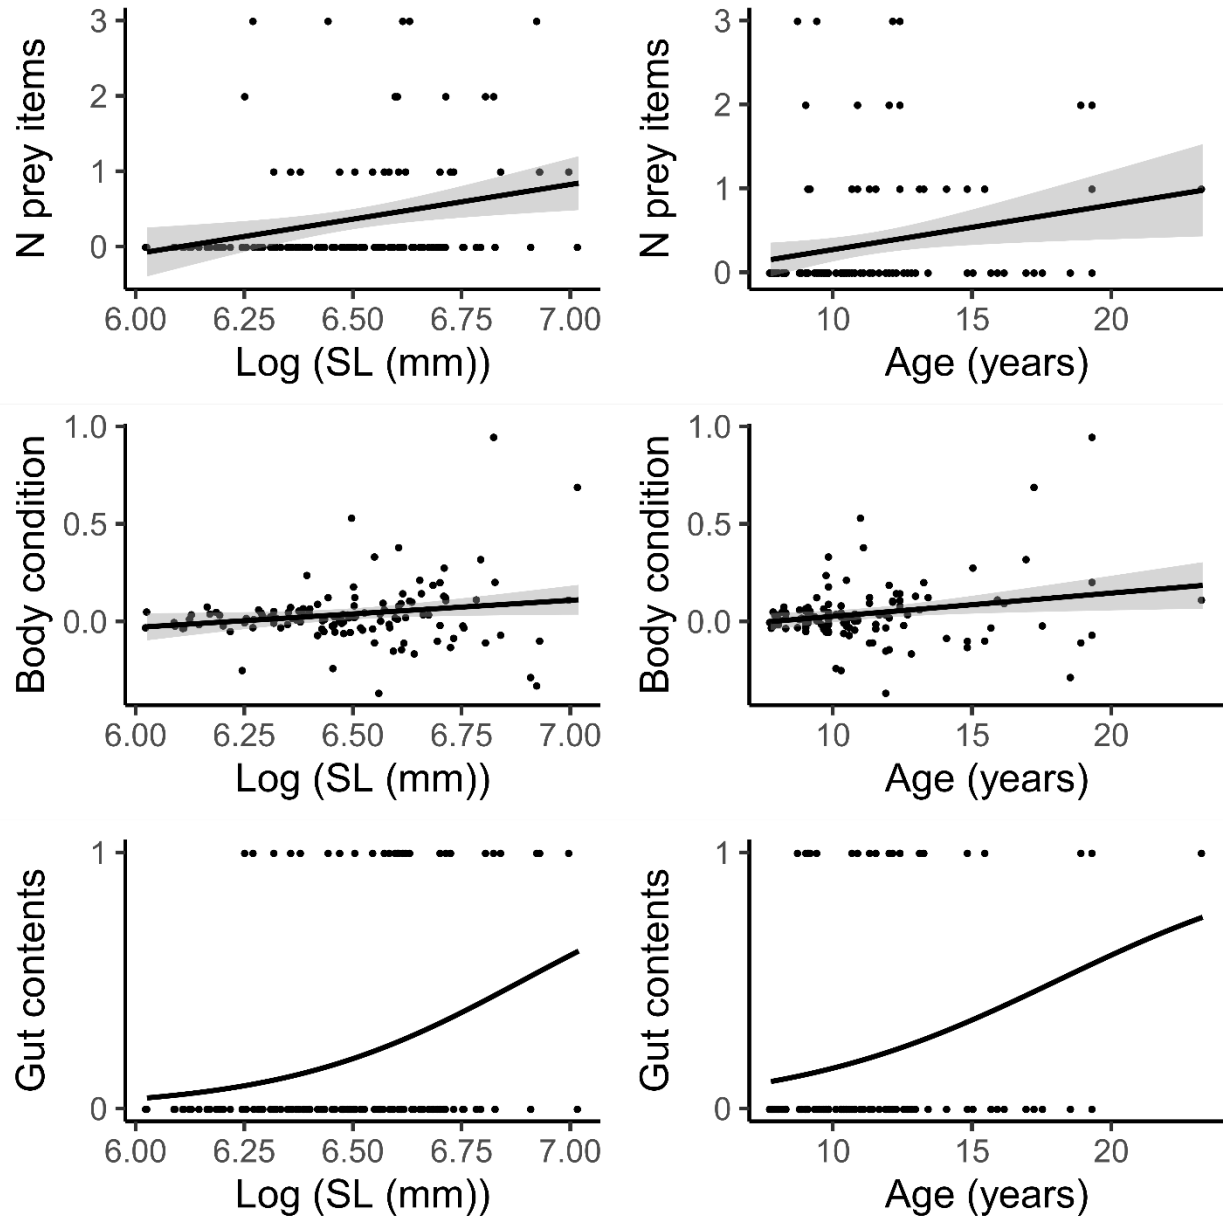 N prey items
3
2
1
0
6.00 6.25 6.50 6.75 7.00
Log (SL (mm))
N prey items
3
2
1
0
10 15 20
Age (years)
Body condition
1.0
0.5
0.0
6.00 6.25 6.50 6.75 7.00
Log (SL (mm))
Body condition
1.0
0.5
0.0
10 15 20
Age (years)
Gut contents
1
0
6.00 6.25 6.50 6.75 7.00
Log (SL (mm))
Gut contents
1
0
10 15 20
Age (years)